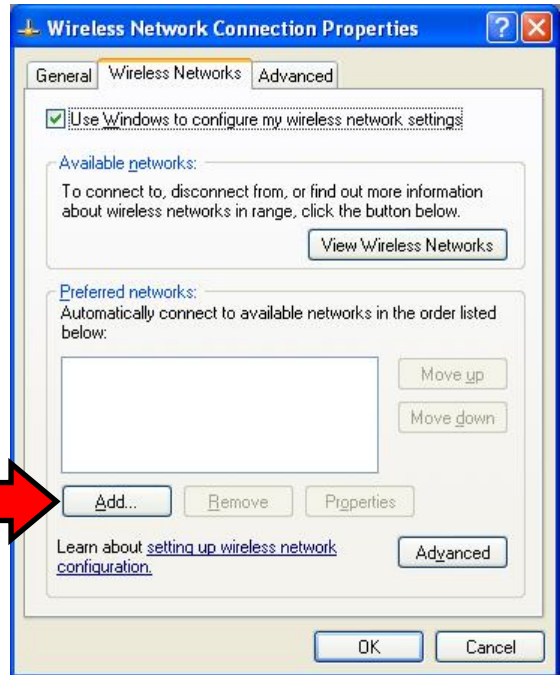 Wireless Network Connection Properties
General Wireless Networks Advanced
Use Windows to configure my wireless network settings
Available networks:
To connect to, disconnect from, or find out more information
about wireless networks in range, click the button below.
View Wireless Networks
Preferred networks:
Automatically connect to available networks in the order listed
below:
Move up
Move down
Add... Remove Properties
Learn about setting up wireless network
configuration.
Advanced
OK Cancel